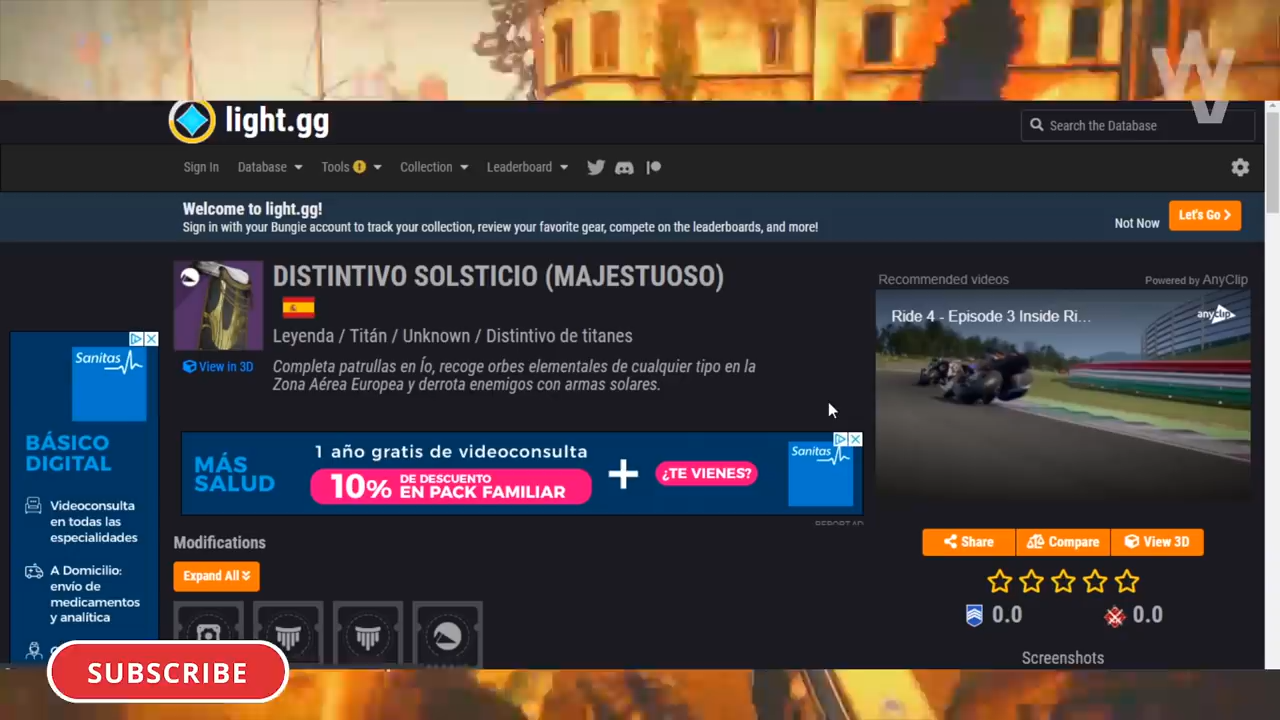 light.gg
Search the Database
Sign In Database Tools Collection Leaderboard
Welcome to light.gg!
Sign in with your Bungie account to track your collection, review your favorite gear, compete on the leaderboards, and more!
Not Now
Let's Go
DISTINTIVO SOLSTICIO (MAJESTUOSO)
Leyenda / Titán / Unknown / Distintivo de titanes
View in 3D
Completa patrullas en Ío, recoge orbes elementales de cualquier tipo en la
Zona Aérea Europea y derrota enemigos con armas solares.
Recommended videos
Powered by AnyClip
Ride 4 - Episode 3 Inside Ri...
anyclip
Sanitas
BÁSICO
DIGITAL
Videoconsulta
en todas las
especialidades
A Domicilio:
envío de
medicamentos
y analítica
MÁS
SALUD
1 año gratis de videoconsulta
10% DE DESCUENTO
EN PACK FAMILIAR
+
¿TE VIENES?
Sanitas
REPORT AD
Modifications
Expand All
Share
Compare
View 3D
0.0
0.0
Screenshots
SUBSCRIBE